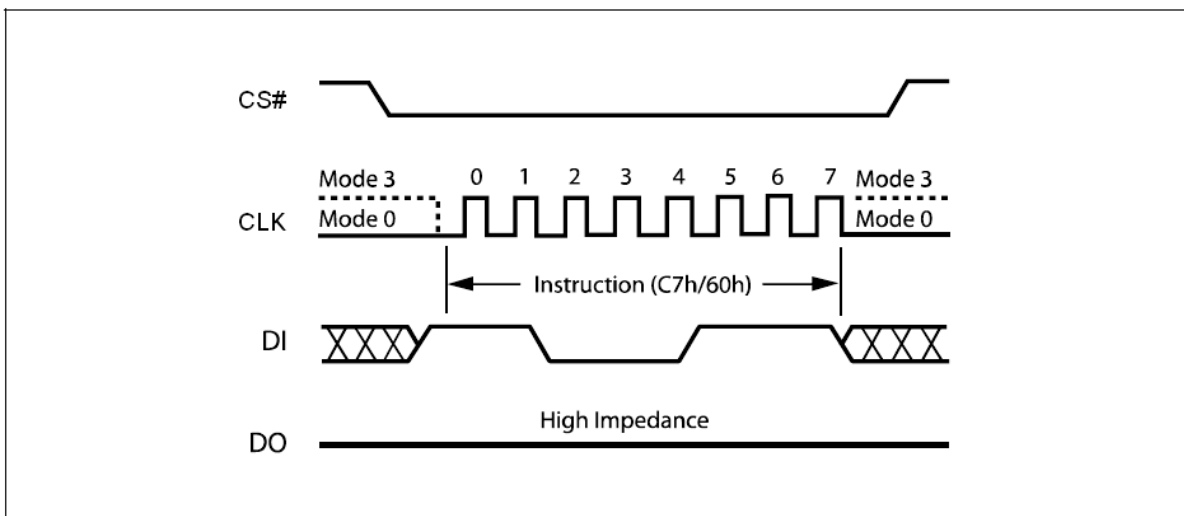 CS#
Mode 3 0 1 2 3 4 5 6 7 Mode 3
CLK Mode 0 Mode 0
Instruction (C7h/60h)
DI
High Impedance
DO